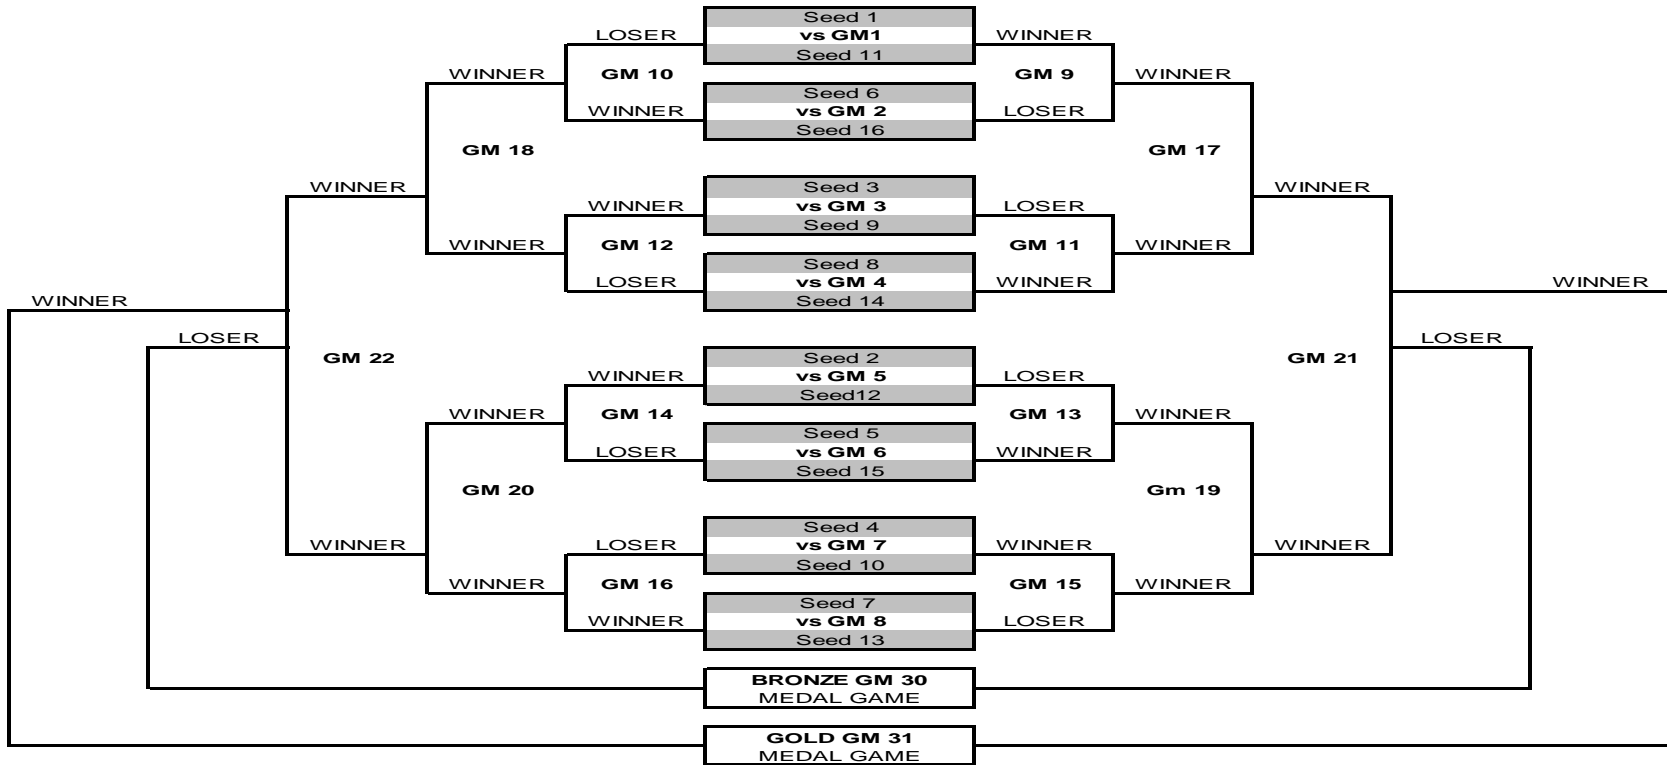 Seed 1
LOSER vs GM1 WINNER
Seed 11
WINNER GM 10 GM 9 WINNER
Seed 6
WINNER vs GM 2 LOSER
Seed 16
GM 18 GM 17
WINNER Seed 3 WINNER
WINNER vs GM 3 LOSER
Seed 9
WINNER GM 12 GM 11 WINNER
Seed 8
LOSER vs GM 4 WINNER
WINNER Seed 14 WINNER
LOSER LOSER
GM 22 Seed 2 GM 21
WINNER vs GM 5 LOSER
Seed12
WINNER GM 14 GM 13 WINNER
Seed 5
LOSER vs GM 6 WINNER
Seed 15
GM 20 Gm 19
Seed 4
WINNER LOSER vs GM 7 WINNER WINNER
Seed 10
WINNER GM 16 GM 15 WINNER
Seed 7
WINNER vs GM 8 LOSER
Seed 13
BRONZE GM 30
MEDAL GAME
GOLD GM 31
MEDAL GAME